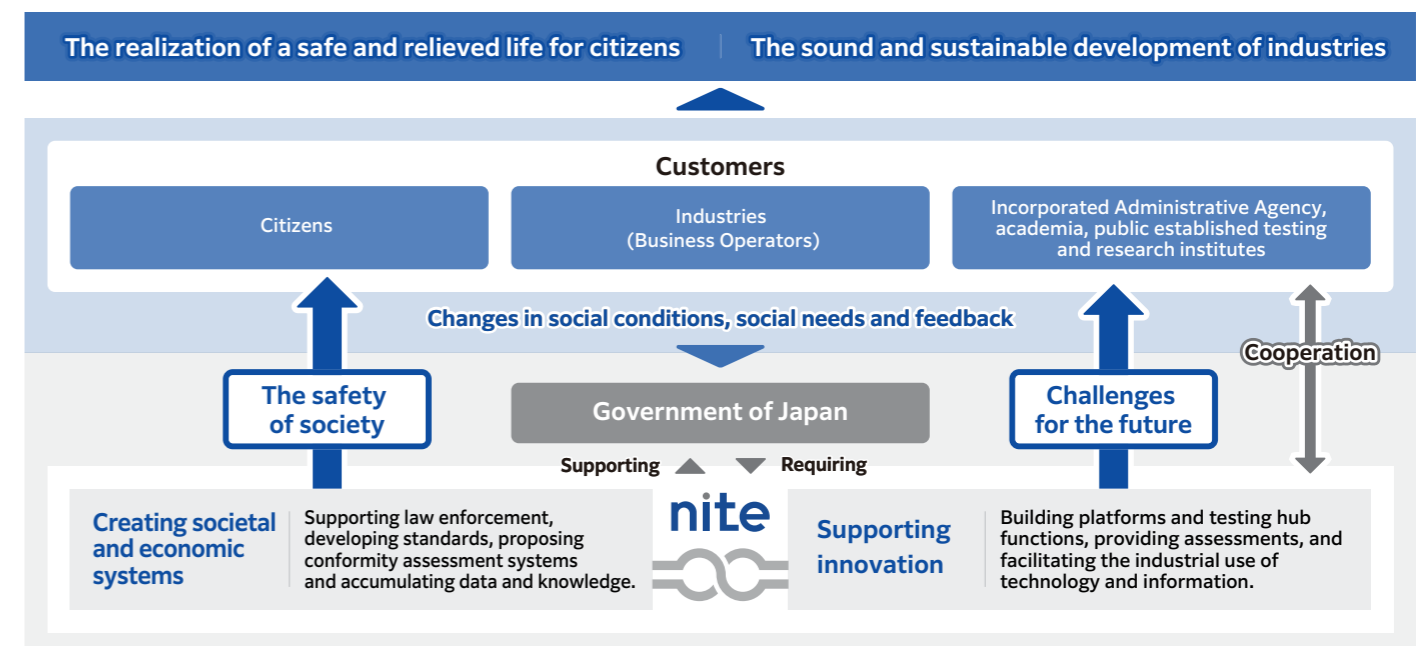 The realization of a safe and relieved life for citizens
The sound and sustainable development of industries
Customers
Citizens
Industries
(Business Operators)
Incorporated Administrative Agency,
academia, public established testing
and research institutes
Changes in social conditions, social needs and feedback
Cooperation
The safety
of society
Government of Japan
Challenges
for the future
Supporting
Requiring
Creating societal
and economic
systems
Supporting law enforcement,
developing standards, proposing
conformity assessment systems
and accumulating data and knowledge.
nite
Supporting
innovation
Building platforms and testing hub
functions, providing assessments, and
facilitating the industrial use of
technology and information.